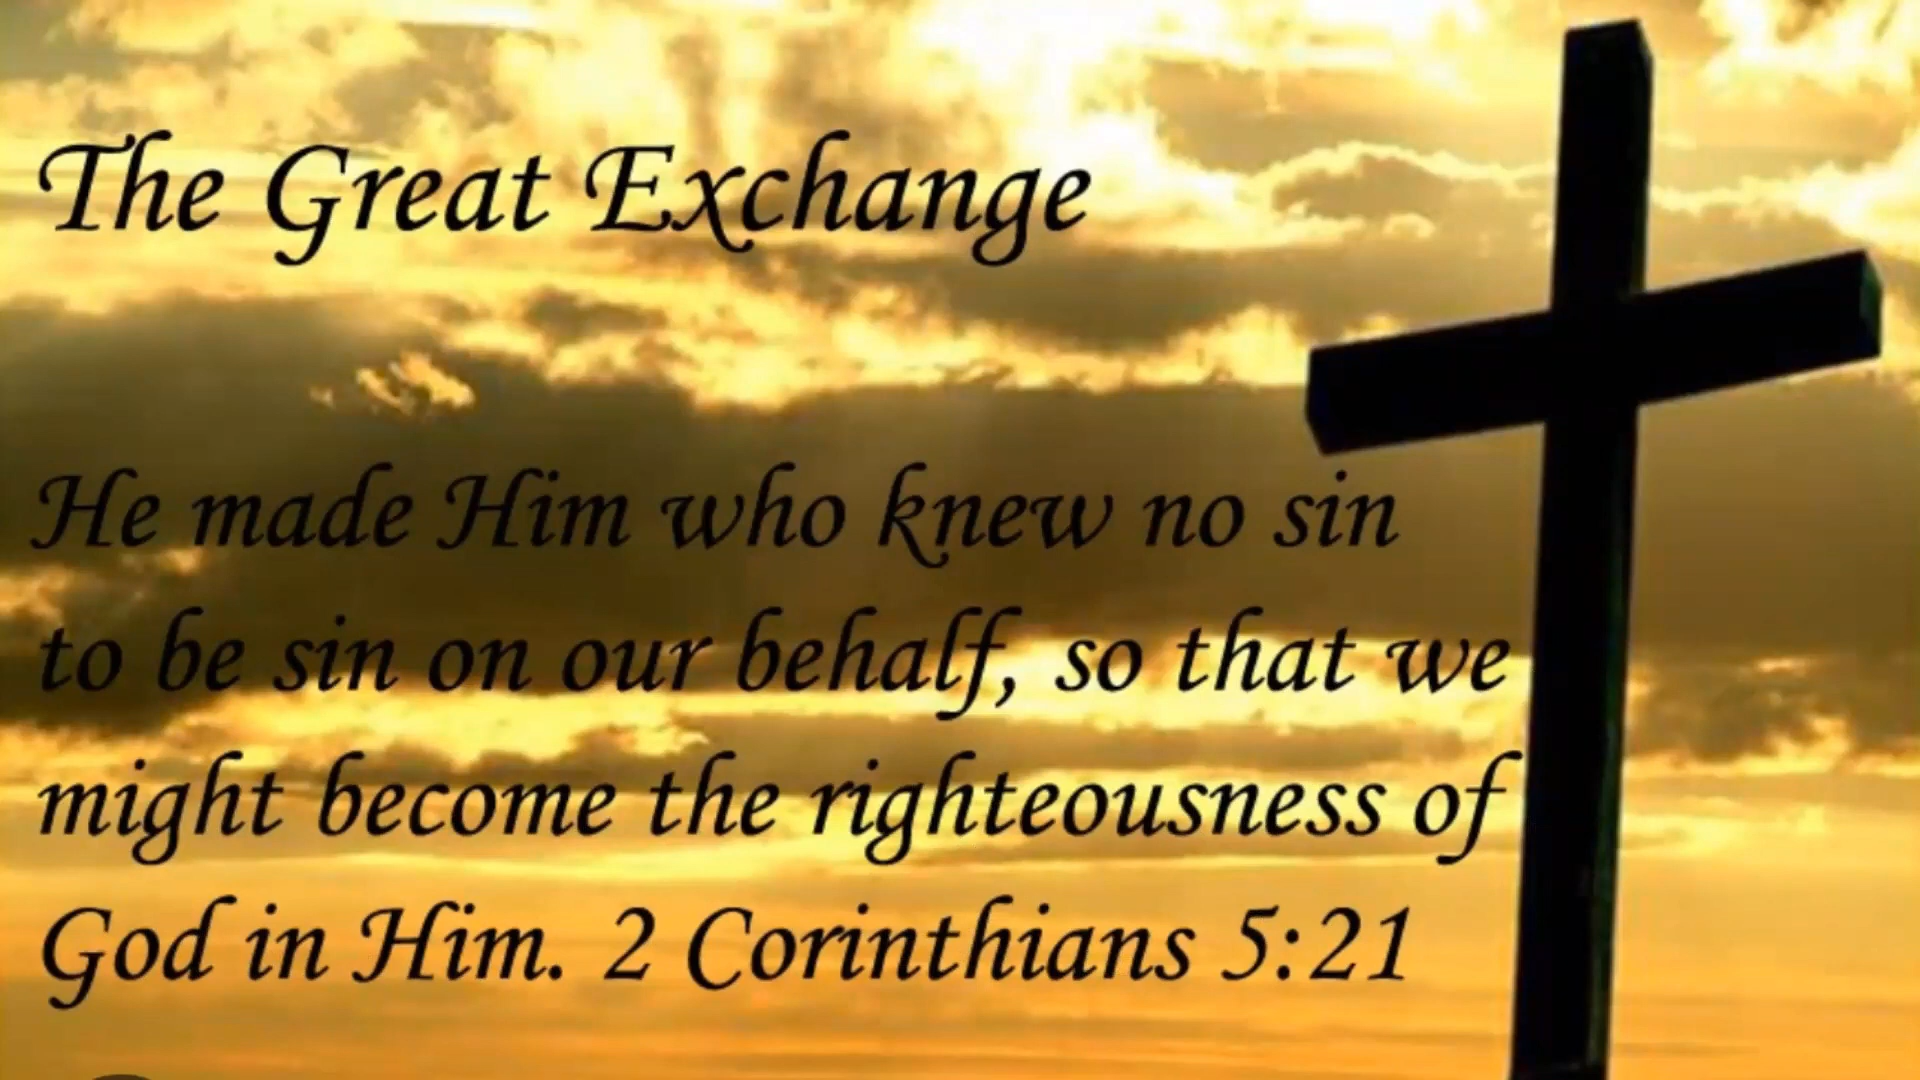 The Great Exchange
He made Him who knew no sin
to be sin on our behalf, so that we
might become the righteousness of
God in Him. 2 Corinthians 5:21